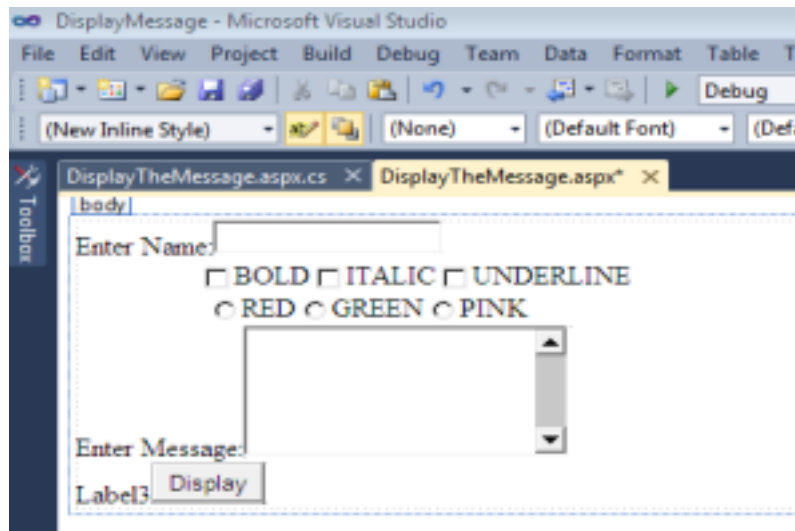 DisplayMessage - Microsoft Visual Studio
File Edit View Project Build Debug Team Data Format Table T
Debug
(New Inline Style) (None) (Default Font) (Def
Toolbox
DisplayTheMessage.aspx.cs DisplayTheMessage.aspx*
body
Enter Name:
BOLD ITALIC UNDERLINE
RED GREEN PINK
Enter Message:
Label3 Display